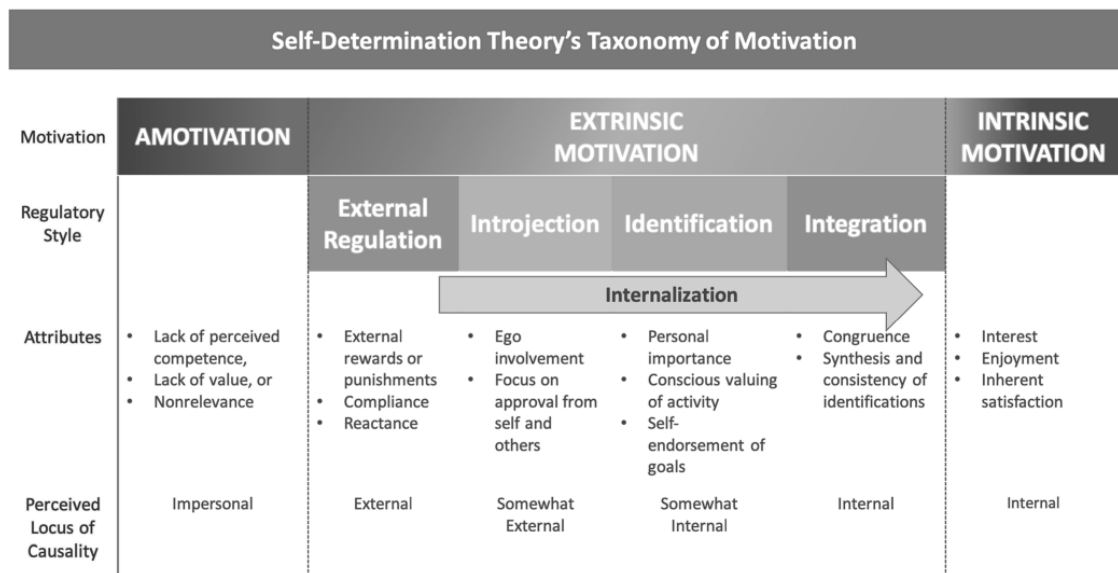 Self-Determination Theory's Taxonomy of Motivation
Motivation
AMOTIVATION
EXTRINSIC
MOTIVATION
INTRINSIC
MOTIVATION
Regulatory
Style
External
Regulation
Introjection
Identification
Integration
Internalization
Attributes
• Lack of perceived
competence,
• Lack of value, or
• Nonrelevance
• External
rewards or
punishments
• Compliance
• Reactance
• Ego
involvement
• Focus on
approval from
self and
others
• Personal
importance
• Conscious valuing
of activity
• Self-
endorsement of
goals
• Congruence
• Synthesis and
consistency of
identifications
• Interest
• Enjoyment
• Inherent
satisfaction
Perceived
Locus of
Causality
Impersonal
External
Somewhat
External
Somewhat
Internal
Internal
Internal